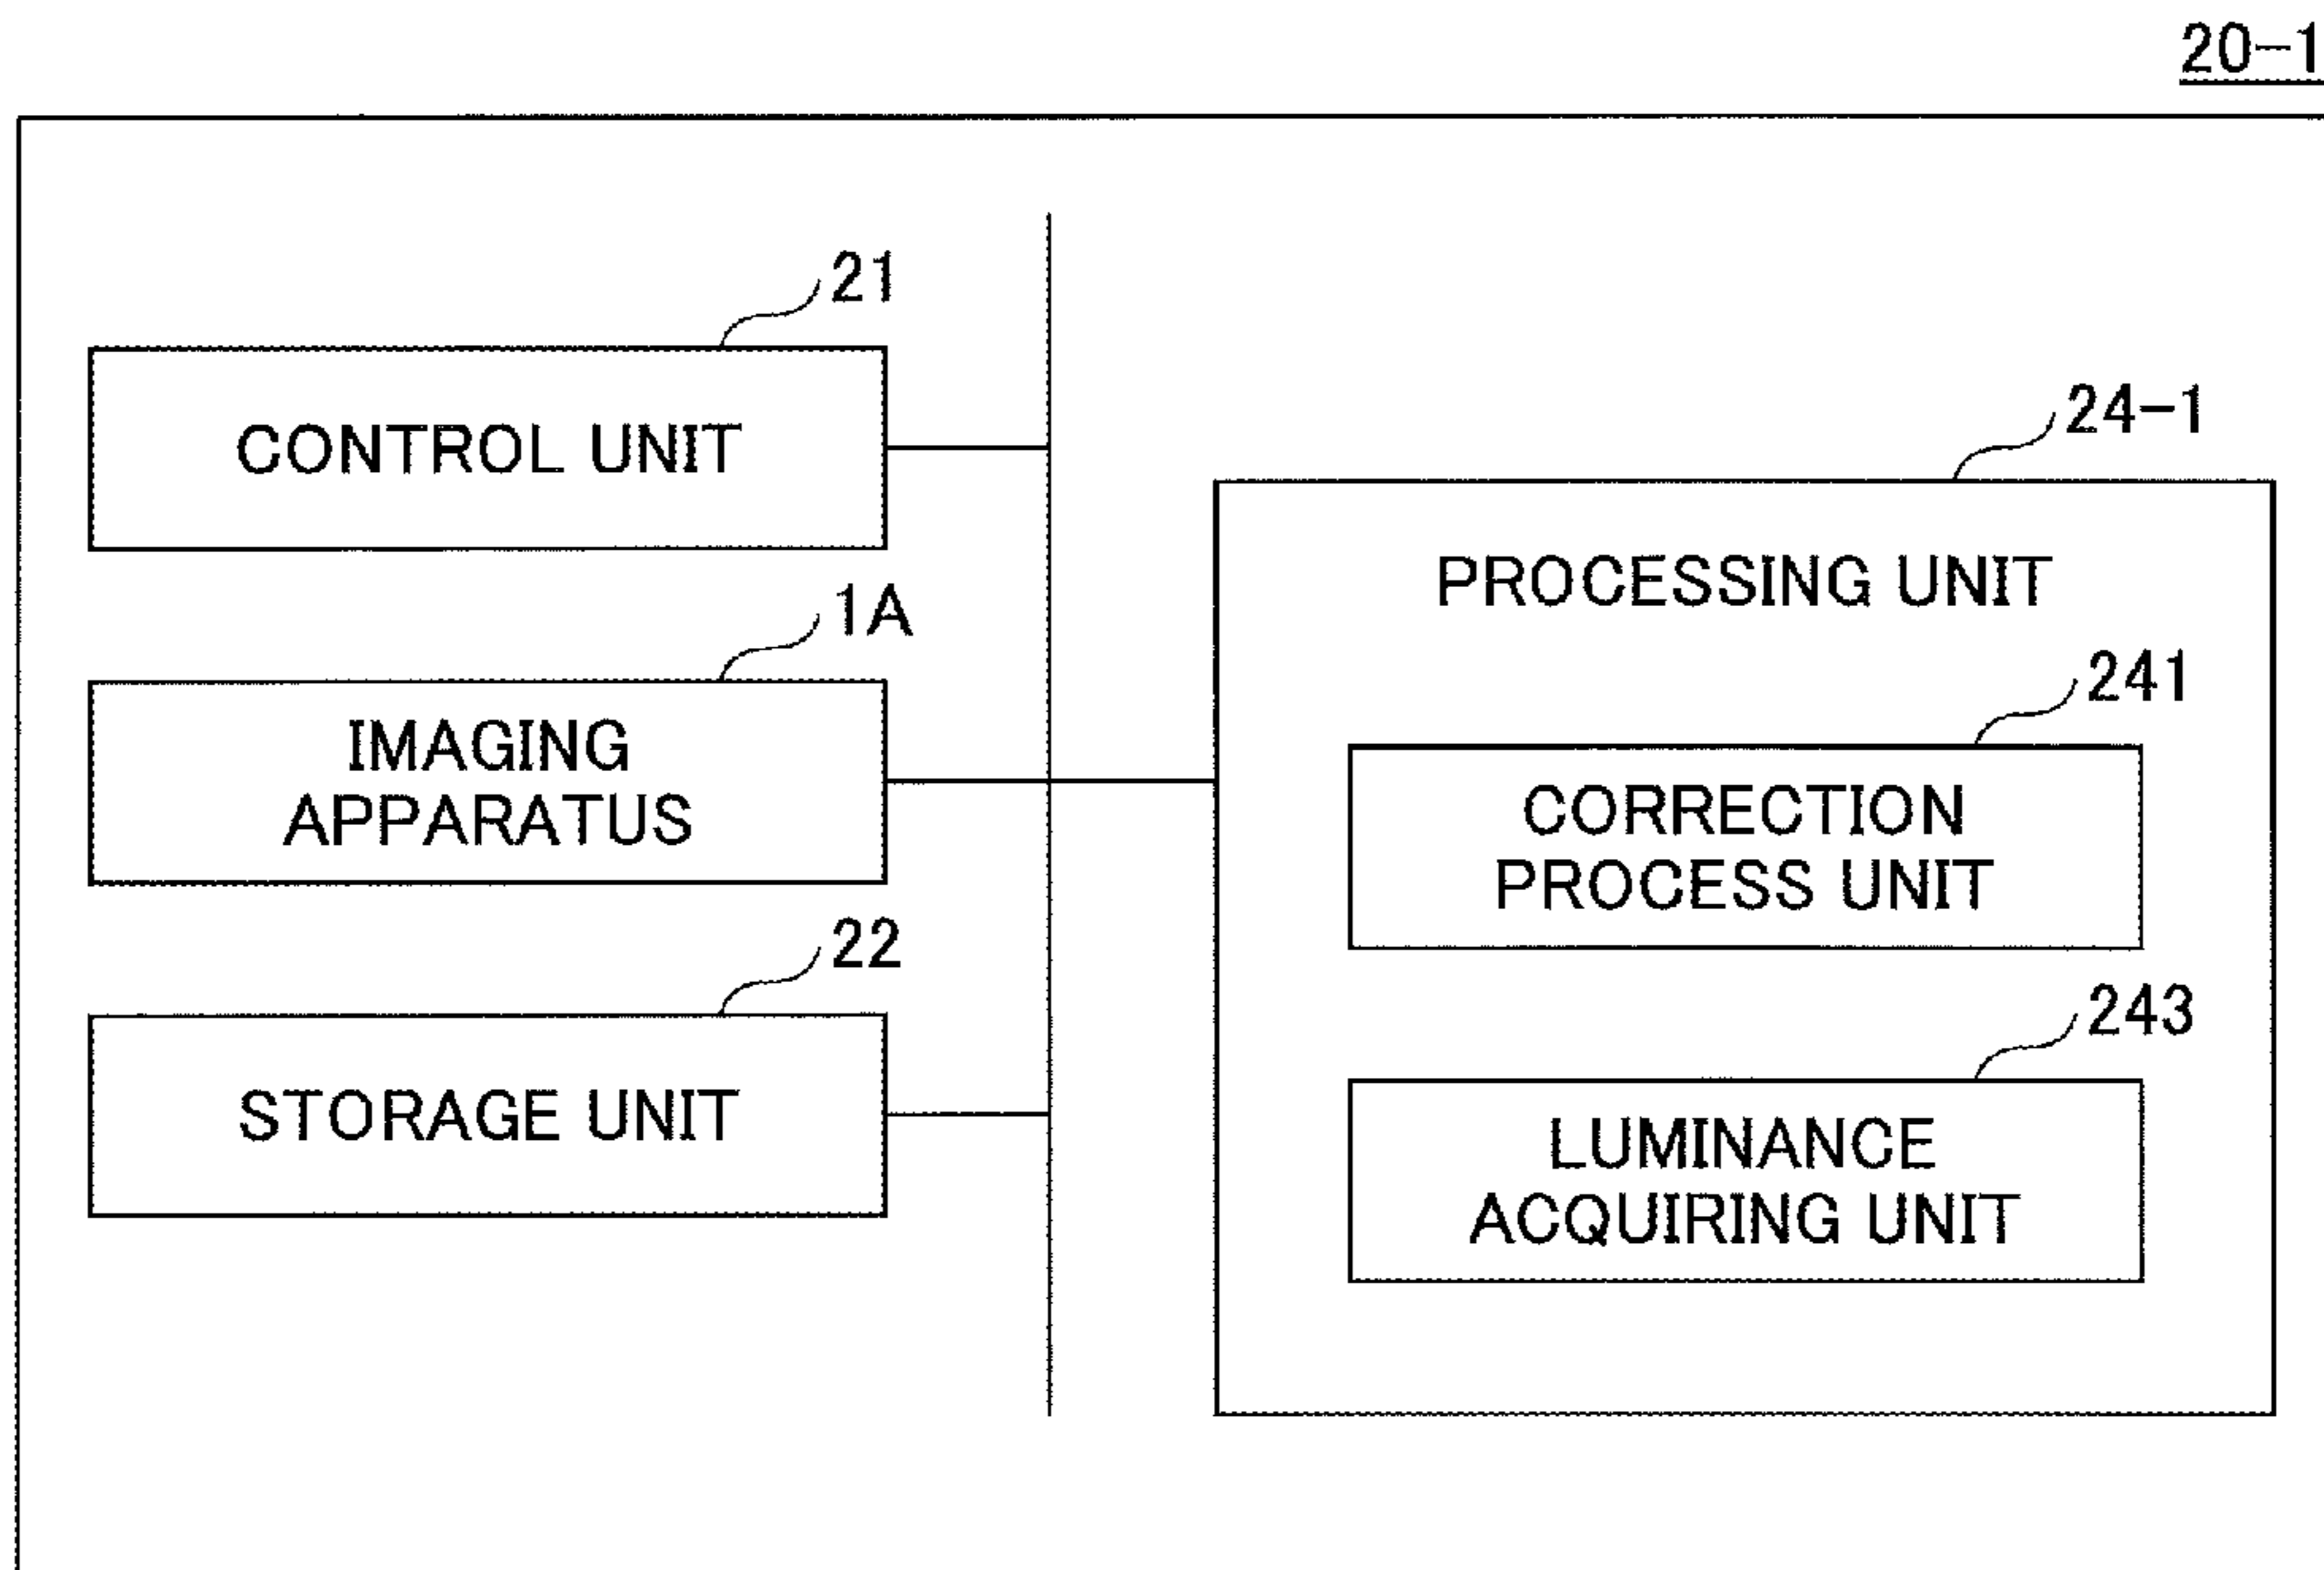 20-1
21
CONTROL UNIT
1A
IMAGING
APPARATUS
22
STORAGE UNIT
24-1
PROCESSING UNIT
241
CORRECTION
PROCESS UNIT
243
LUMINANCE
ACQUIRING UNIT